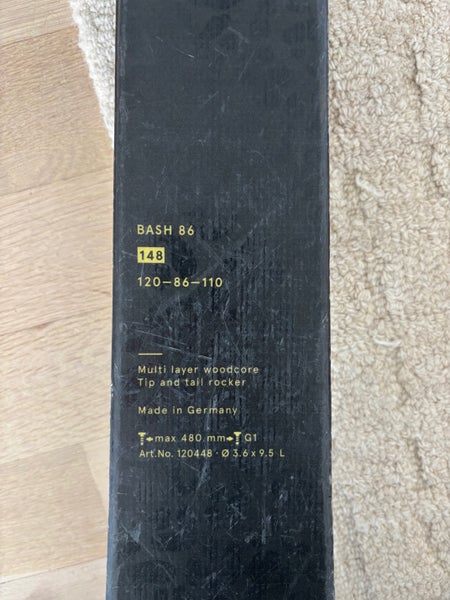 BASH 86
148
120–86–110
Multi layer woodcore
Tip and tail rocker
Made in Germany
max 480 mm G1
Art.No. 120448 · Ø 3.6 x 9.5 L